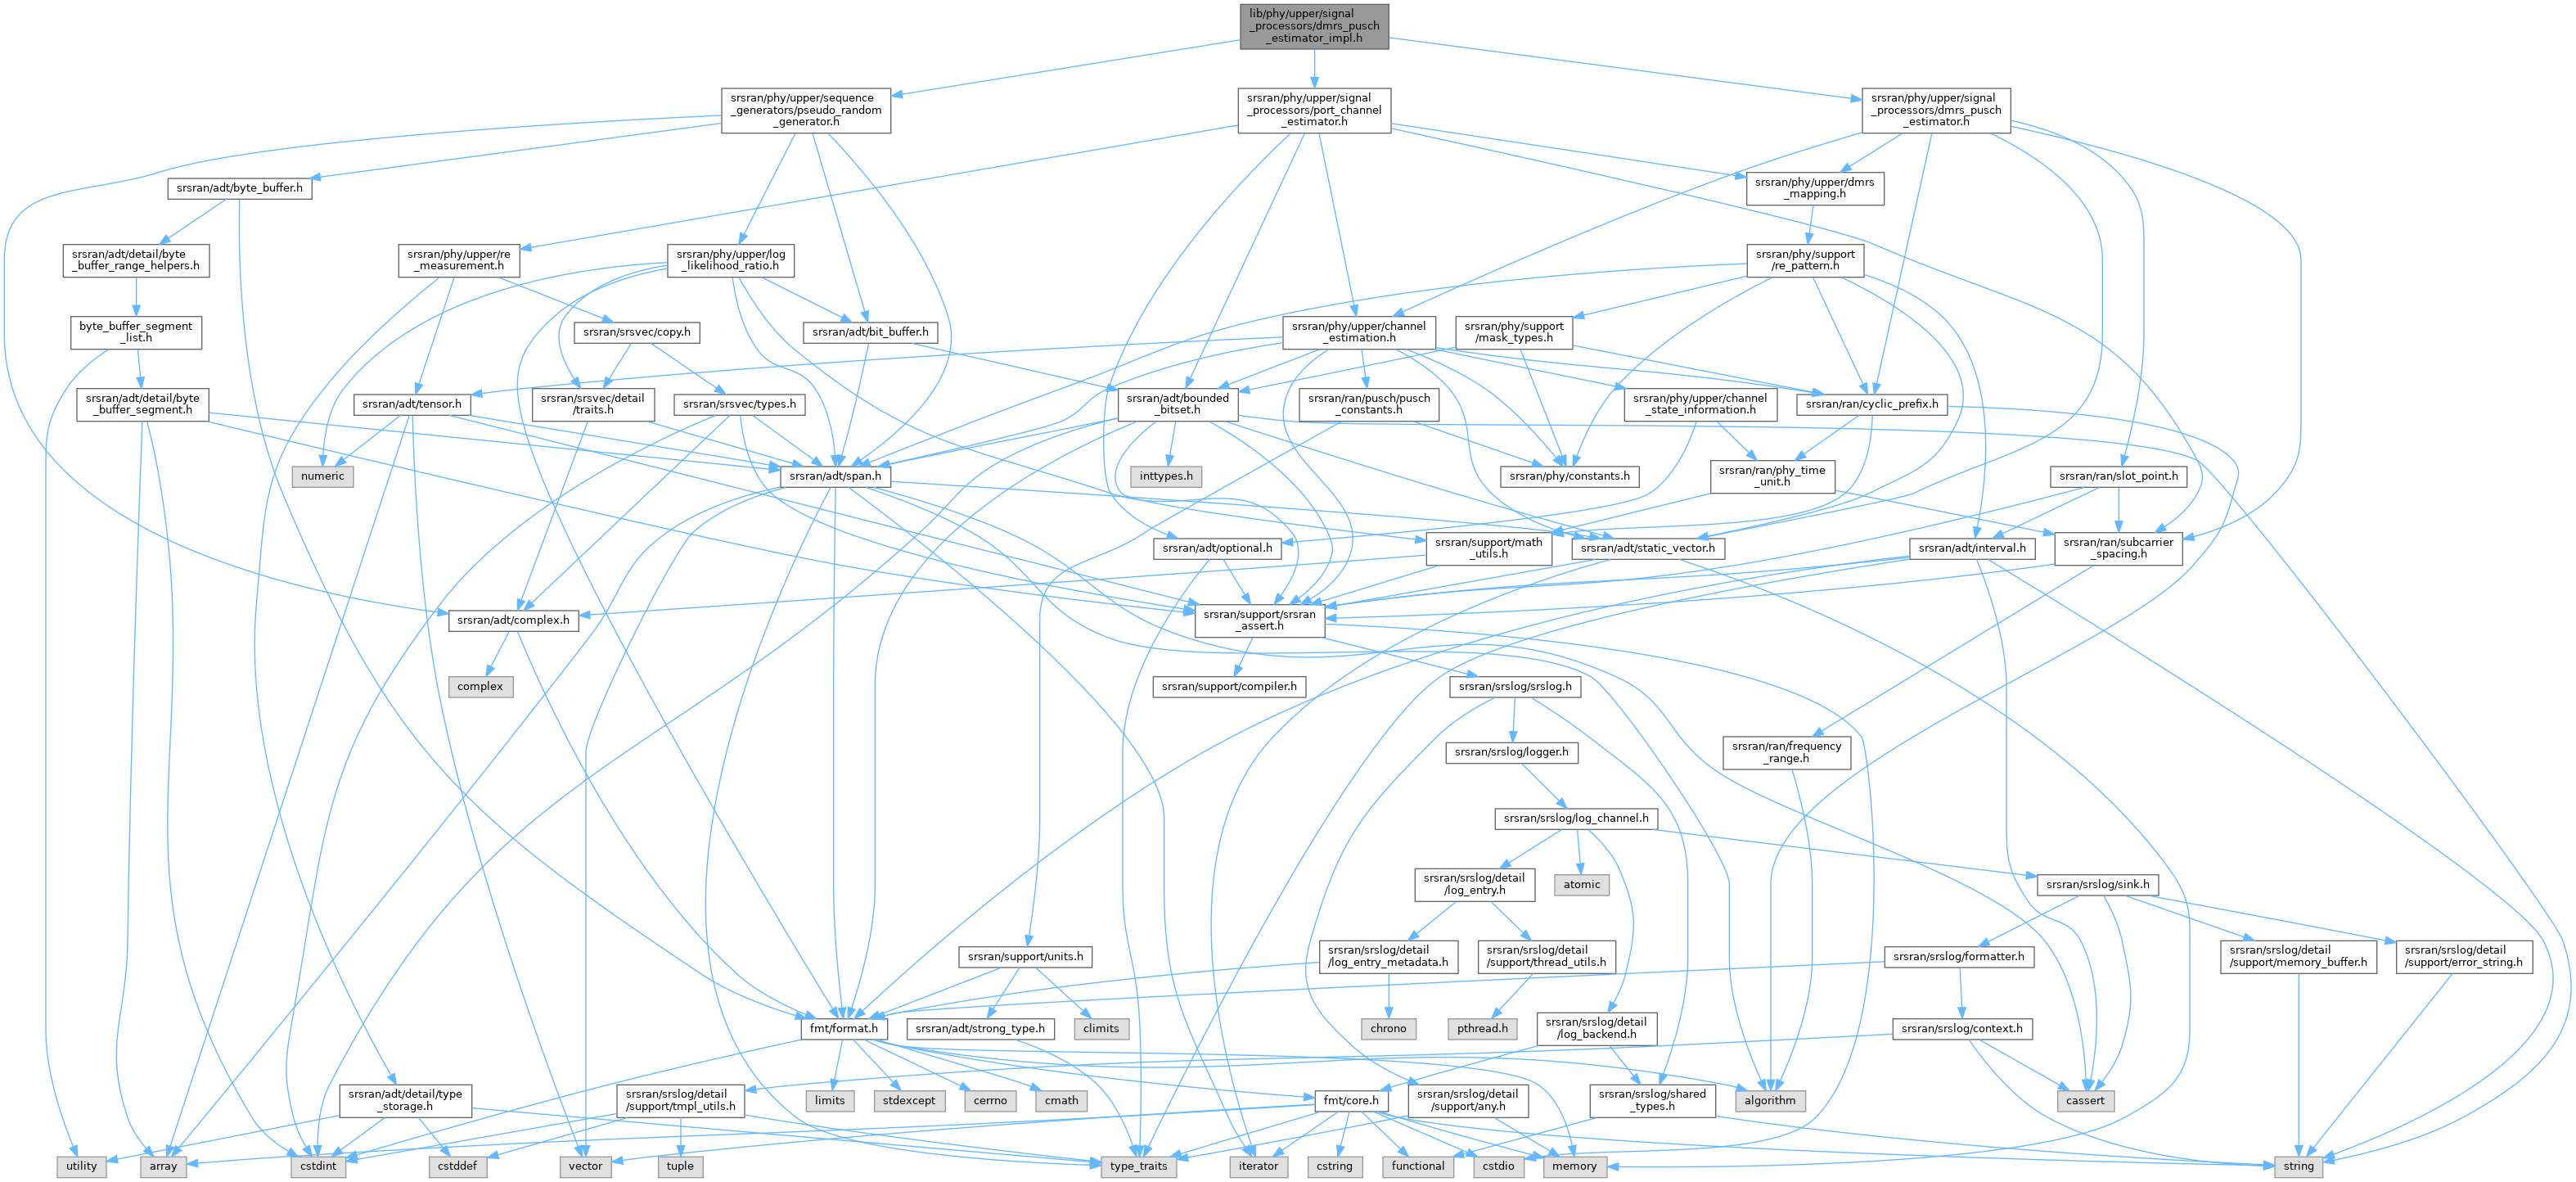 lib/phy/upper/signal
_processors/dmrs_pusch
_estimator_impl.h
srsran/phy/upper/sequence
_generators/pseudo_random
_generator.h
srsran/phy/upper/signal
_processors/port_channel
_estimator.h
srsran/phy/upper/signal
_processors/dmrs_pusch
_estimator.h
srsran/adt/byte_buffer.h
srsran/phy/upper/dmrs
_mapping.h
srsran/adt/detail/byte
_buffer_range_helpers.h
srsran/phy/upper/re
_measurement.h
srsran/phy/upper/log
_likelihood_ratio.h
srsran/phy/support
/re_pattern.h
byte_buffer_segment
_list.h
srsran/srsvec/copy.h
srsran/adt/bit_buffer.h
srsran/phy/upper/channel
_estimation.h
srsran/phy/support
/mask_types.h
srsran/adt/detail/byte
_buffer_segment.h
srsran/adt/tensor.h
srsran/srsvec/detail
/traits.h
srsran/srsvec/types.h
srsran/adt/bounded
_bitset.h
srsran/ran/pusch/pusch
_constants.h
srsran/phy/upper/channel
_state_information.h
srsran/ran/cyclic_prefix.h
numeric
srsran/adt/span.h
inttypes.h
srsran/phy/constants.h
srsran/ran/phy_time
_unit.h
srsran/ran/slot_point.h
srsran/adt/optional.h
srsran/support/math
_utils.h
srsran/adt/static_vector.h
srsran/adt/interval.h
srsran/ran/subcarrier
_spacing.h
srsran/adt/complex.h
srsran/support/srsran
_assert.h
complex
srsran/support/compiler.h
srsran/srslog/srslog.h
srsran/srslog/logger.h
srsran/ran/frequency
_range.h
srsran/srslog/log_channel.h
srsran/srslog/detail
/log_entry.h
atomic
srsran/srslog/sink.h
srsran/support/units.h
srsran/srslog/detail
/log_entry_metadata.h
srsran/srslog/detail
/support/thread_utils.h
srsran/srslog/formatter.h
srsran/srslog/detail
/support/memory_buffer.h
srsran/srslog/detail
/support/error_string.h
fmt/format.h
srsran/adt/strong_type.h
climits
chrono
pthread.h
srsran/srslog/detail
/log_backend.h
srsran/srslog/context.h
srsran/adt/detail/type
_storage.h
srsran/srslog/detail
/support/tmpl_utils.h
limits
stdexcept
cerrno
cmath
fmt/core.h
srsran/srslog/detail
/support/any.h
srsran/srslog/shared
_types.h
algorithm
cassert
utility
array
cstdint
cstddef
vector
tuple
type_traits
iterator
cstring
functional
cstdio
memory
string